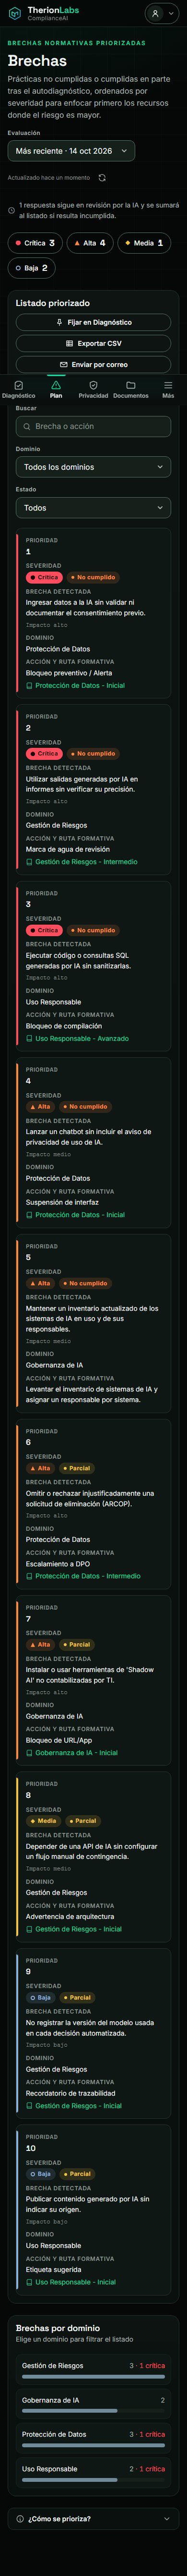 TherionLabs
ComplianceAI
BRECHAS NORMATIVAS PRIORIZADAS
Brechas
Prácticas no cumplidas o cumplidas en parte
tras el autodiagnóstico, ordenados por
severidad para enfocar primero los recursos
donde el riesgo es mayor.
Evaluación
Más reciente · 14 oct 2026
Actualizado hace un momento
1 respuesta sigue en revisión por la IA y se sumará
al listado si resulta incumplida.
Crítica 3
Alta 4
Media 1
Baja 2
Listado priorizado
Fijar en Diagnóstico
Exportar CSV
Enviar por correo
Diagnóstico
Plan
Privacidad
Documentos
Más
Buscar
Brecha o acción
Dominio
Todos los dominios
Estado
Todos
PRIORIDAD
1
SEVERIDAD
Crítica No cumplido
BRECHA DETECTADA
Ingresar datos a la IA sin validar ni
documentar el consentimiento previo.
Impacto alto
DOMINIO
Protección de Datos
ACCIÓN Y RUTA FORMATIVA
Bloqueo preventivo / Alerta
Protección de Datos - Inicial
PRIORIDAD
2
SEVERIDAD
Crítica No cumplido
BRECHA DETECTADA
Utilizar salidas generadas por IA en
informes sin verificar su precisión.
Impacto alto
DOMINIO
Gestión de Riesgos
ACCIÓN Y RUTA FORMATIVA
Marca de agua de revisión
Gestión de Riesgos - Intermedio
PRIORIDAD
3
SEVERIDAD
Crítica No cumplido
BRECHA DETECTADA
Ejecutar código o consultas SQL
generadas por IA sin sanitizarlas.
Impacto alto
DOMINIO
Uso Responsable
ACCIÓN Y RUTA FORMATIVA
Bloqueo de compilación
Uso Responsable - Avanzado
PRIORIDAD
4
SEVERIDAD
Alta No cumplido
BRECHA DETECTADA
Lanzar un chatbot sin incluir el aviso de
privacidad de uso de IA.
Impacto medio
DOMINIO
Protección de Datos
ACCIÓN Y RUTA FORMATIVA
Suspensión de interfaz
Protección de Datos - Inicial
PRIORIDAD
5
SEVERIDAD
Alta No cumplido
BRECHA DETECTADA
Mantener un inventario actualizado de los
sistemas de IA en uso y de sus
responsables.
Impacto medio
DOMINIO
Gobernanza de IA
ACCIÓN Y RUTA FORMATIVA
Levantar el inventario de sistemas de IA y
asignar un responsable por sistema.
PRIORIDAD
6
SEVERIDAD
Alta Parcial
BRECHA DETECTADA
Omitir o rechazar injustificadamente una
solicitud de eliminación (ARCOP).
Impacto alto
DOMINIO
Protección de Datos
ACCIÓN Y RUTA FORMATIVA
Escalamiento a DPO
Protección de Datos - Intermedio
PRIORIDAD
7
SEVERIDAD
Alta Parcial
BRECHA DETECTADA
Instalar o usar herramientas de 'Shadow
AI' no contabilizadas por TI.
Impacto alto
DOMINIO
Gobernanza de IA
ACCIÓN Y RUTA FORMATIVA
Bloqueo de URL/App
Gobernanza de IA - Inicial
PRIORIDAD
8
SEVERIDAD
Media Parcial
BRECHA DETECTADA
Depender de una API de IA sin configurar
un flujo manual de contingencia.
Impacto medio
DOMINIO
Gestión de Riesgos
ACCIÓN Y RUTA FORMATIVA
Advertencia de arquitectura
Gestión de Riesgos - Inicial
PRIORIDAD
9
SEVERIDAD
Baja Parcial
BRECHA DETECTADA
No registrar la versión del modelo usada
en cada decisión automatizada.
Impacto bajo
DOMINIO
Gestión de Riesgos
ACCIÓN Y RUTA FORMATIVA
Recordatorio de trazabilidad
Gestión de Riesgos - Inicial
PRIORIDAD
10
SEVERIDAD
Baja Parcial
BRECHA DETECTADA
Publicar contenido generado por IA sin
indicar su origen.
Impacto bajo
DOMINIO
Uso Responsable
ACCIÓN Y RUTA FORMATIVA
Etiqueta sugerida
Uso Responsable - Inicial
Brechas por dominio
Elige un dominio para filtrar el listado
Gestión de Riesgos 3 · 1 crítica
Gobernanza de IA 2
Protección de Datos 3 · 1 crítica
Uso Responsable 2 · 1 crítica
¿Cómo se prioriza?